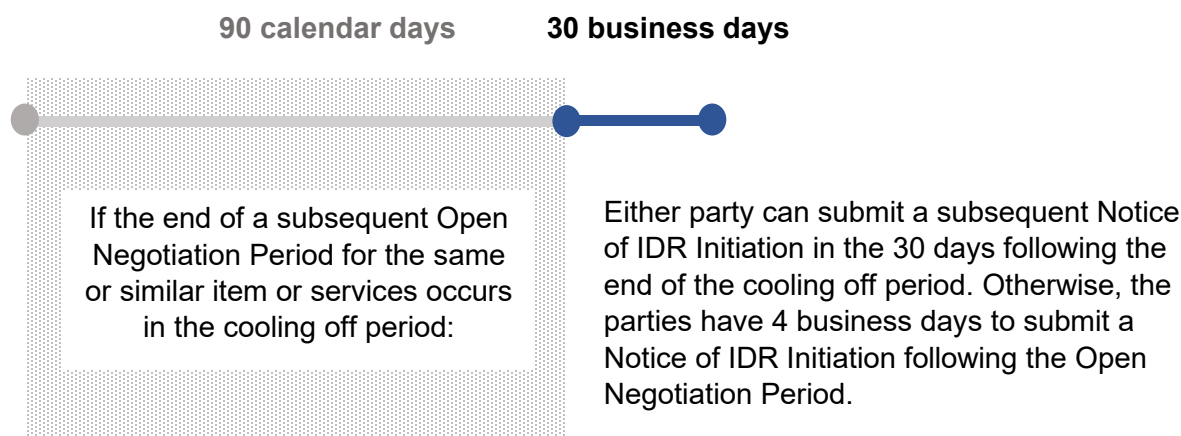 90 calendar days
30 business days
If the end of a subsequent Open
Negotiation Period for the same
or similar item or services occurs
in the cooling off period:
Either party can submit a subsequent Notice
of IDR Initiation in the 30 days following the
end of the cooling off period. Otherwise, the
parties have 4 business days to submit a
Notice of IDR Initiation following the Open
Negotiation Period.